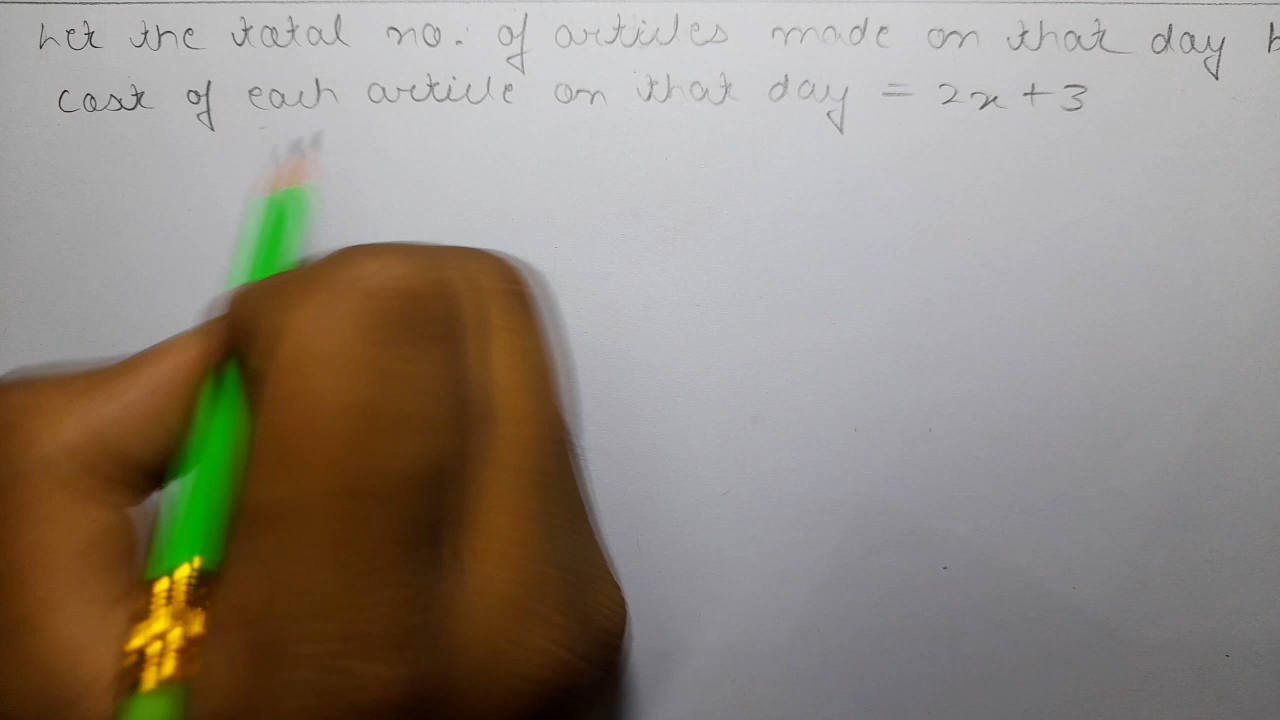 Let the total no. of articles made on that day b
cost of each article on that day = 2x + 3